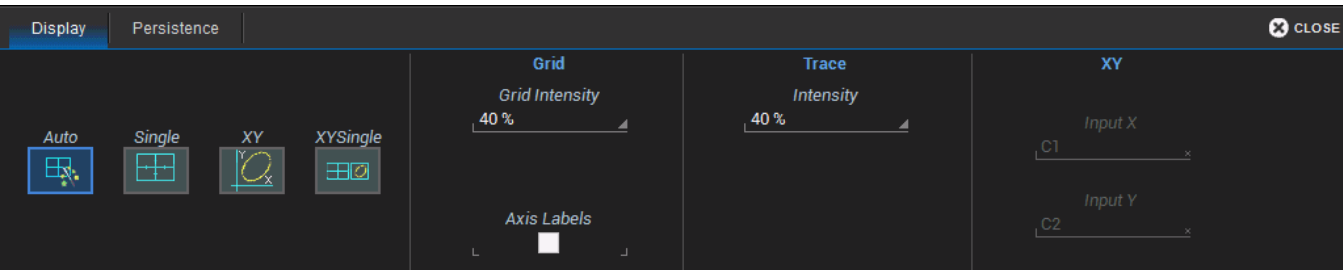 Display
Persistence
CLOSE
Auto
Single
XY
XYSingle
Y
X
Grid
Grid Intensity
40 %
Axis Labels
Trace
Intensity
40 %
XY
Input X
C1
Input Y
C2